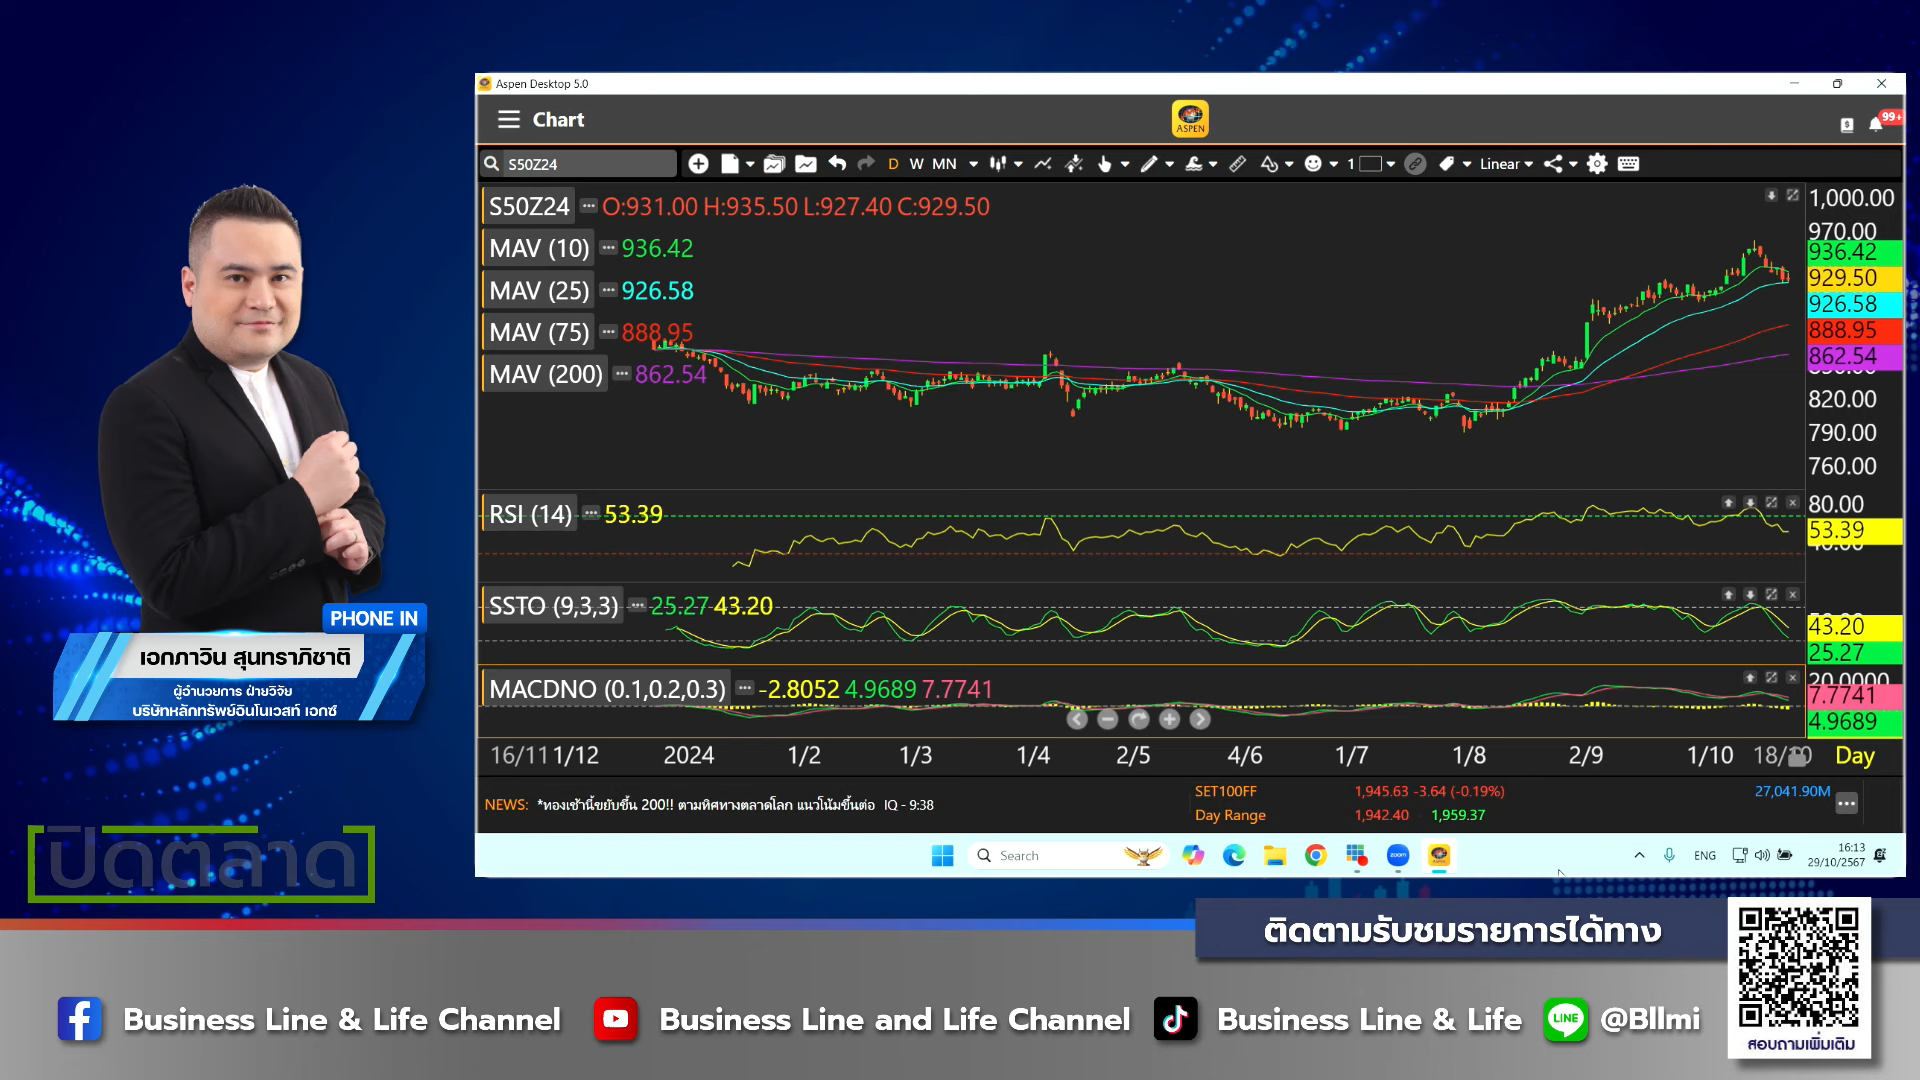 Aspen Desktop 5.0
Chart
ASPEN
99+
S50Z24
D W MN
1
Linear
S50Z24 O:931.00 H:935.50 L:927.40 C:929.50
MAV (10) 936.42
MAV (25) 926.58
MAV (75) 888.95
MAV (200) 862.54
1,000.00
970.00
936.42
929.50
926.58
888.95
862.54
820.00
790.00
760.00
RSI (14) 53.39
80.00
53.39
SSTO (9,3,3) 25.27 43.20
43.20
25.27
MACDNO (0.1,0.2,0.3) -2.8052 4.9689 7.7741
20.0000
7.7741
4.9689
16/11 1/12 2024 1/2 1/3 1/4 2/5 4/6 1/7 1/8 2/9 1/10 18/10 Day
NEWS: *ทองเช้านี้ขยับขึ้น 200!! ตามทิศทางตลาดโลก แนวโน้มขึ้นต่อ IQ - 9:38
SET100FF 1,945.63 -3.64 (-0.19%) 27,041.90M
Day Range 1,942.40 1,959.37
Search
zoom
ENG
16:13
29/10/2567
PHONE IN
เอกภาวิน สุนทราภิชาติ
ผู้อำนวยการ ฝ่ายวิจัย
บริษัทหลักทรัพย์อินโนเวสท์ เอกซ์
ปิดตลาด
ติดตามรับชมรายการได้ทาง
Business Line & Life Channel
Business Line and Life Channel
Business Line & Life
LINE
@Bllmi
สอบถามเพิ่มเติม